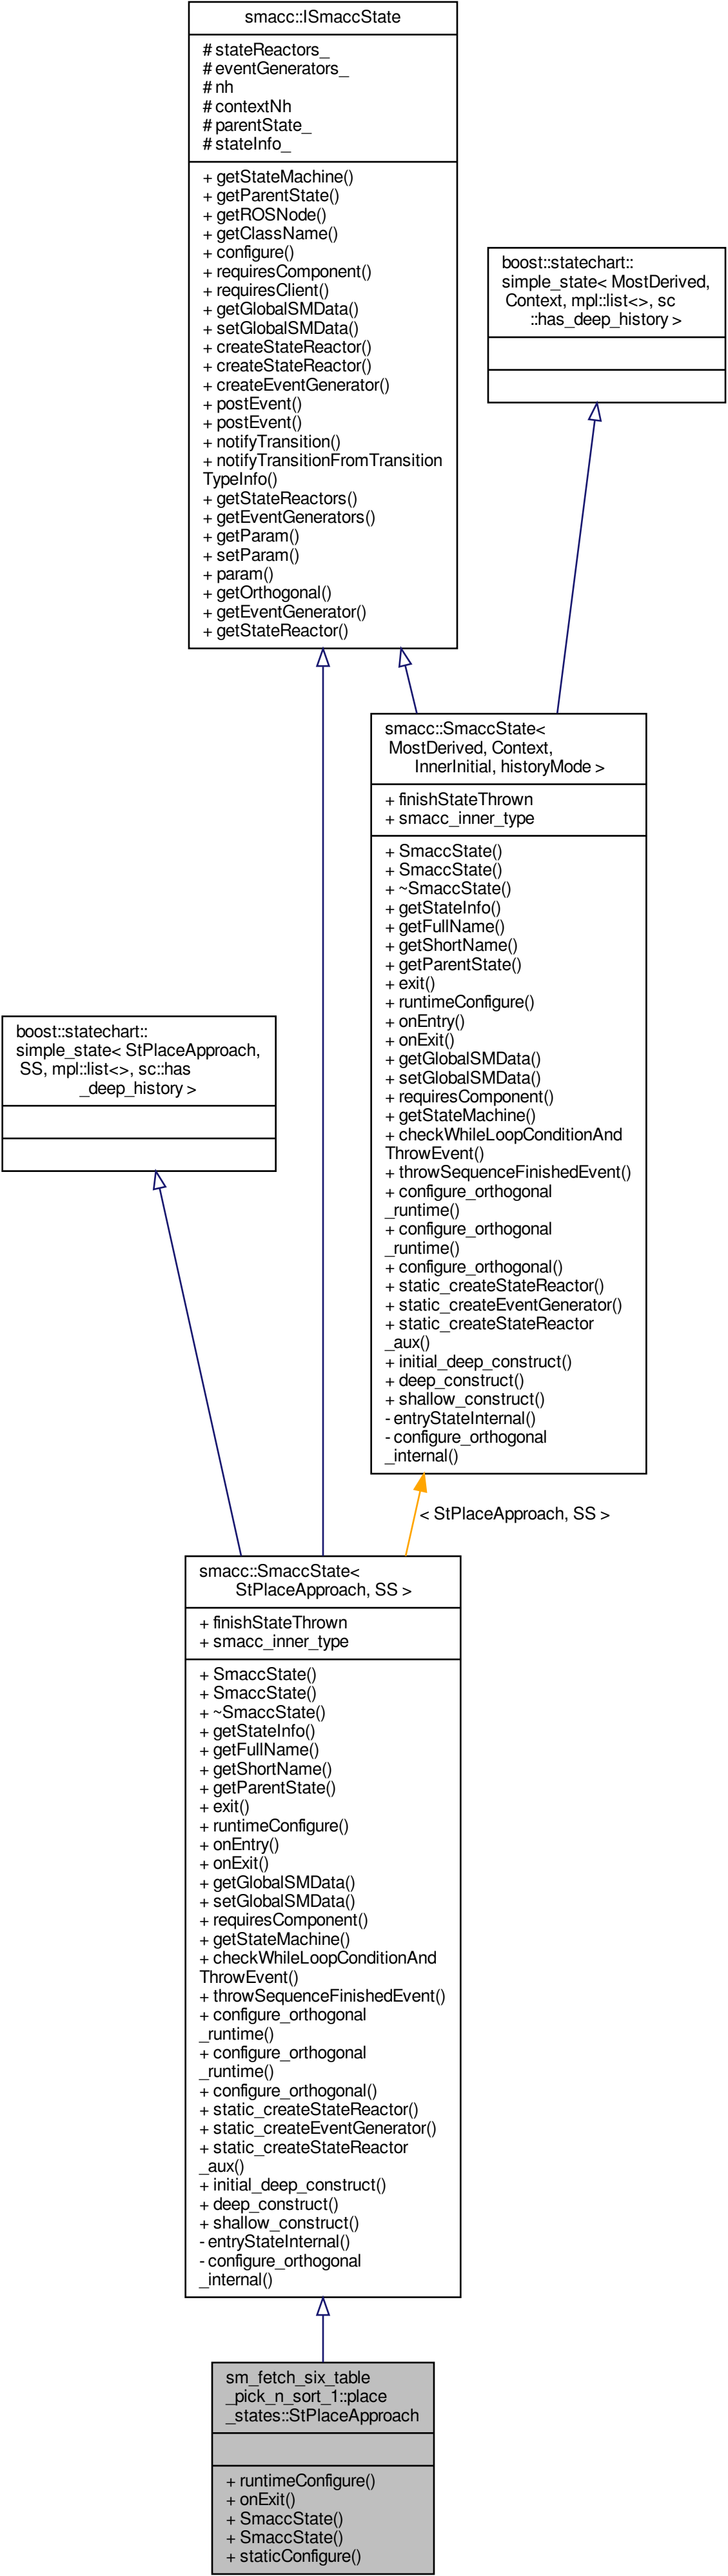 smacc::ISmaccState
# stateReactors_
# eventGenerators_
# nh
# contextNh
# parentState_
# stateInfo_
+ getStateMachine()
+ getParentState()
+ getROSNode()
+ getClassName()
+ configure()
+ requiresComponent()
+ requiresClient()
+ getGlobalSMData()
+ setGlobalSMData()
+ createStateReactor()
+ createStateReactor()
+ createEventGenerator()
+ postEvent()
+ postEvent()
+ notifyTransition()
+ notifyTransitionFromTransition
TypeInfo()
+ getStateReactors()
+ getEventGenerators()
+ getParam()
+ setParam()
+ param()
+ getOrthogonal()
+ getEventGenerator()
+ getStateReactor()
boost::statechart::
simple_state< MostDerived,
Context, mpl::list<>, sc
::has_deep_history >
smacc::SmaccState<
MostDerived, Context,
InnerInitial, historyMode >
+ finishStateThrown
+ smacc_inner_type
+ SmaccState()
+ SmaccState()
+ ~SmaccState()
+ getStateInfo()
+ getFullName()
+ getShortName()
+ getParentState()
+ exit()
+ runtimeConfigure()
+ onEntry()
+ onExit()
+ getGlobalSMData()
+ setGlobalSMData()
+ requiresComponent()
+ getStateMachine()
+ checkWhileLoopConditionAnd
ThrowEvent()
+ throwSequenceFinishedEvent()
+ configure_orthogonal
_runtime()
+ configure_orthogonal
_runtime()
+ configure_orthogonal()
+ static_createStateReactor()
+ static_createEventGenerator()
+ static_createStateReactor
_aux()
+ initial_deep_construct()
+ deep_construct()
+ shallow_construct()
- entryStateInternal()
- configure_orthogonal
_internal()
boost::statechart::
simple_state< StPlaceApproach,
SS, mpl::list<>, sc::has
_deep_history >
< StPlaceApproach, SS >
smacc::SmaccState<
StPlaceApproach, SS >
+ finishStateThrown
+ smacc_inner_type
+ SmaccState()
+ SmaccState()
+ ~SmaccState()
+ getStateInfo()
+ getFullName()
+ getShortName()
+ getParentState()
+ exit()
+ runtimeConfigure()
+ onEntry()
+ onExit()
+ getGlobalSMData()
+ setGlobalSMData()
+ requiresComponent()
+ getStateMachine()
+ checkWhileLoopConditionAnd
ThrowEvent()
+ throwSequenceFinishedEvent()
+ configure_orthogonal
_runtime()
+ configure_orthogonal
_runtime()
+ configure_orthogonal()
+ static_createStateReactor()
+ static_createEventGenerator()
+ static_createStateReactor
_aux()
+ initial_deep_construct()
+ deep_construct()
+ shallow_construct()
- entryStateInternal()
- configure_orthogonal
_internal()
sm_fetch_six_table
_pick_n_sort_1::place
_states::StPlaceApproach
+ runtimeConfigure()
+ onExit()
+ SmaccState()
+ SmaccState()
+ staticConfigure()